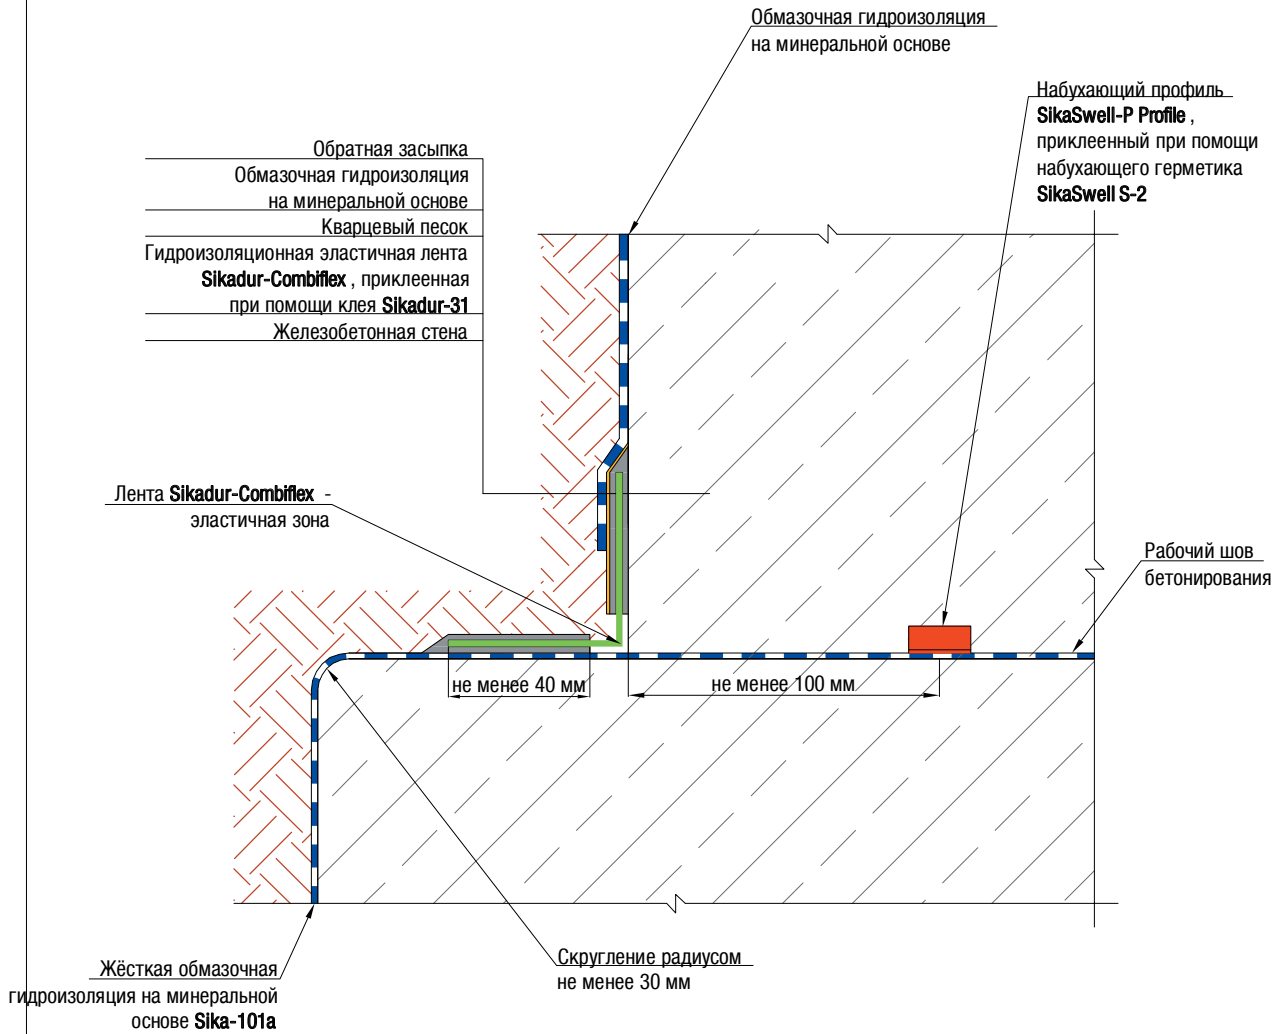 Обмазочная гидроизоляция
на минеральной основе
Набухающий профиль
SikaSwell-P Profile ,
приклеенный при помощи
набухающего герметика
SikaSwell S-2
Обратная засыпка
Обмазочная гидроизоляция
на минеральной основе
Кварцевый песок
Гидроизоляционная эластичная лента
Sikadur-Combiflex , приклеенная
при помощи клея Sikadur-31
Железобетонная стена
Лента Sikadur-Combiflex -
эластичная зона
Рабочий шов
бетонирования
не менее 40 мм
не менее 100 мм
Скругление радиусом
не менее 30 мм
Жёсткая обмазочная
гидроизоляция на минеральной
основе Sika-101a